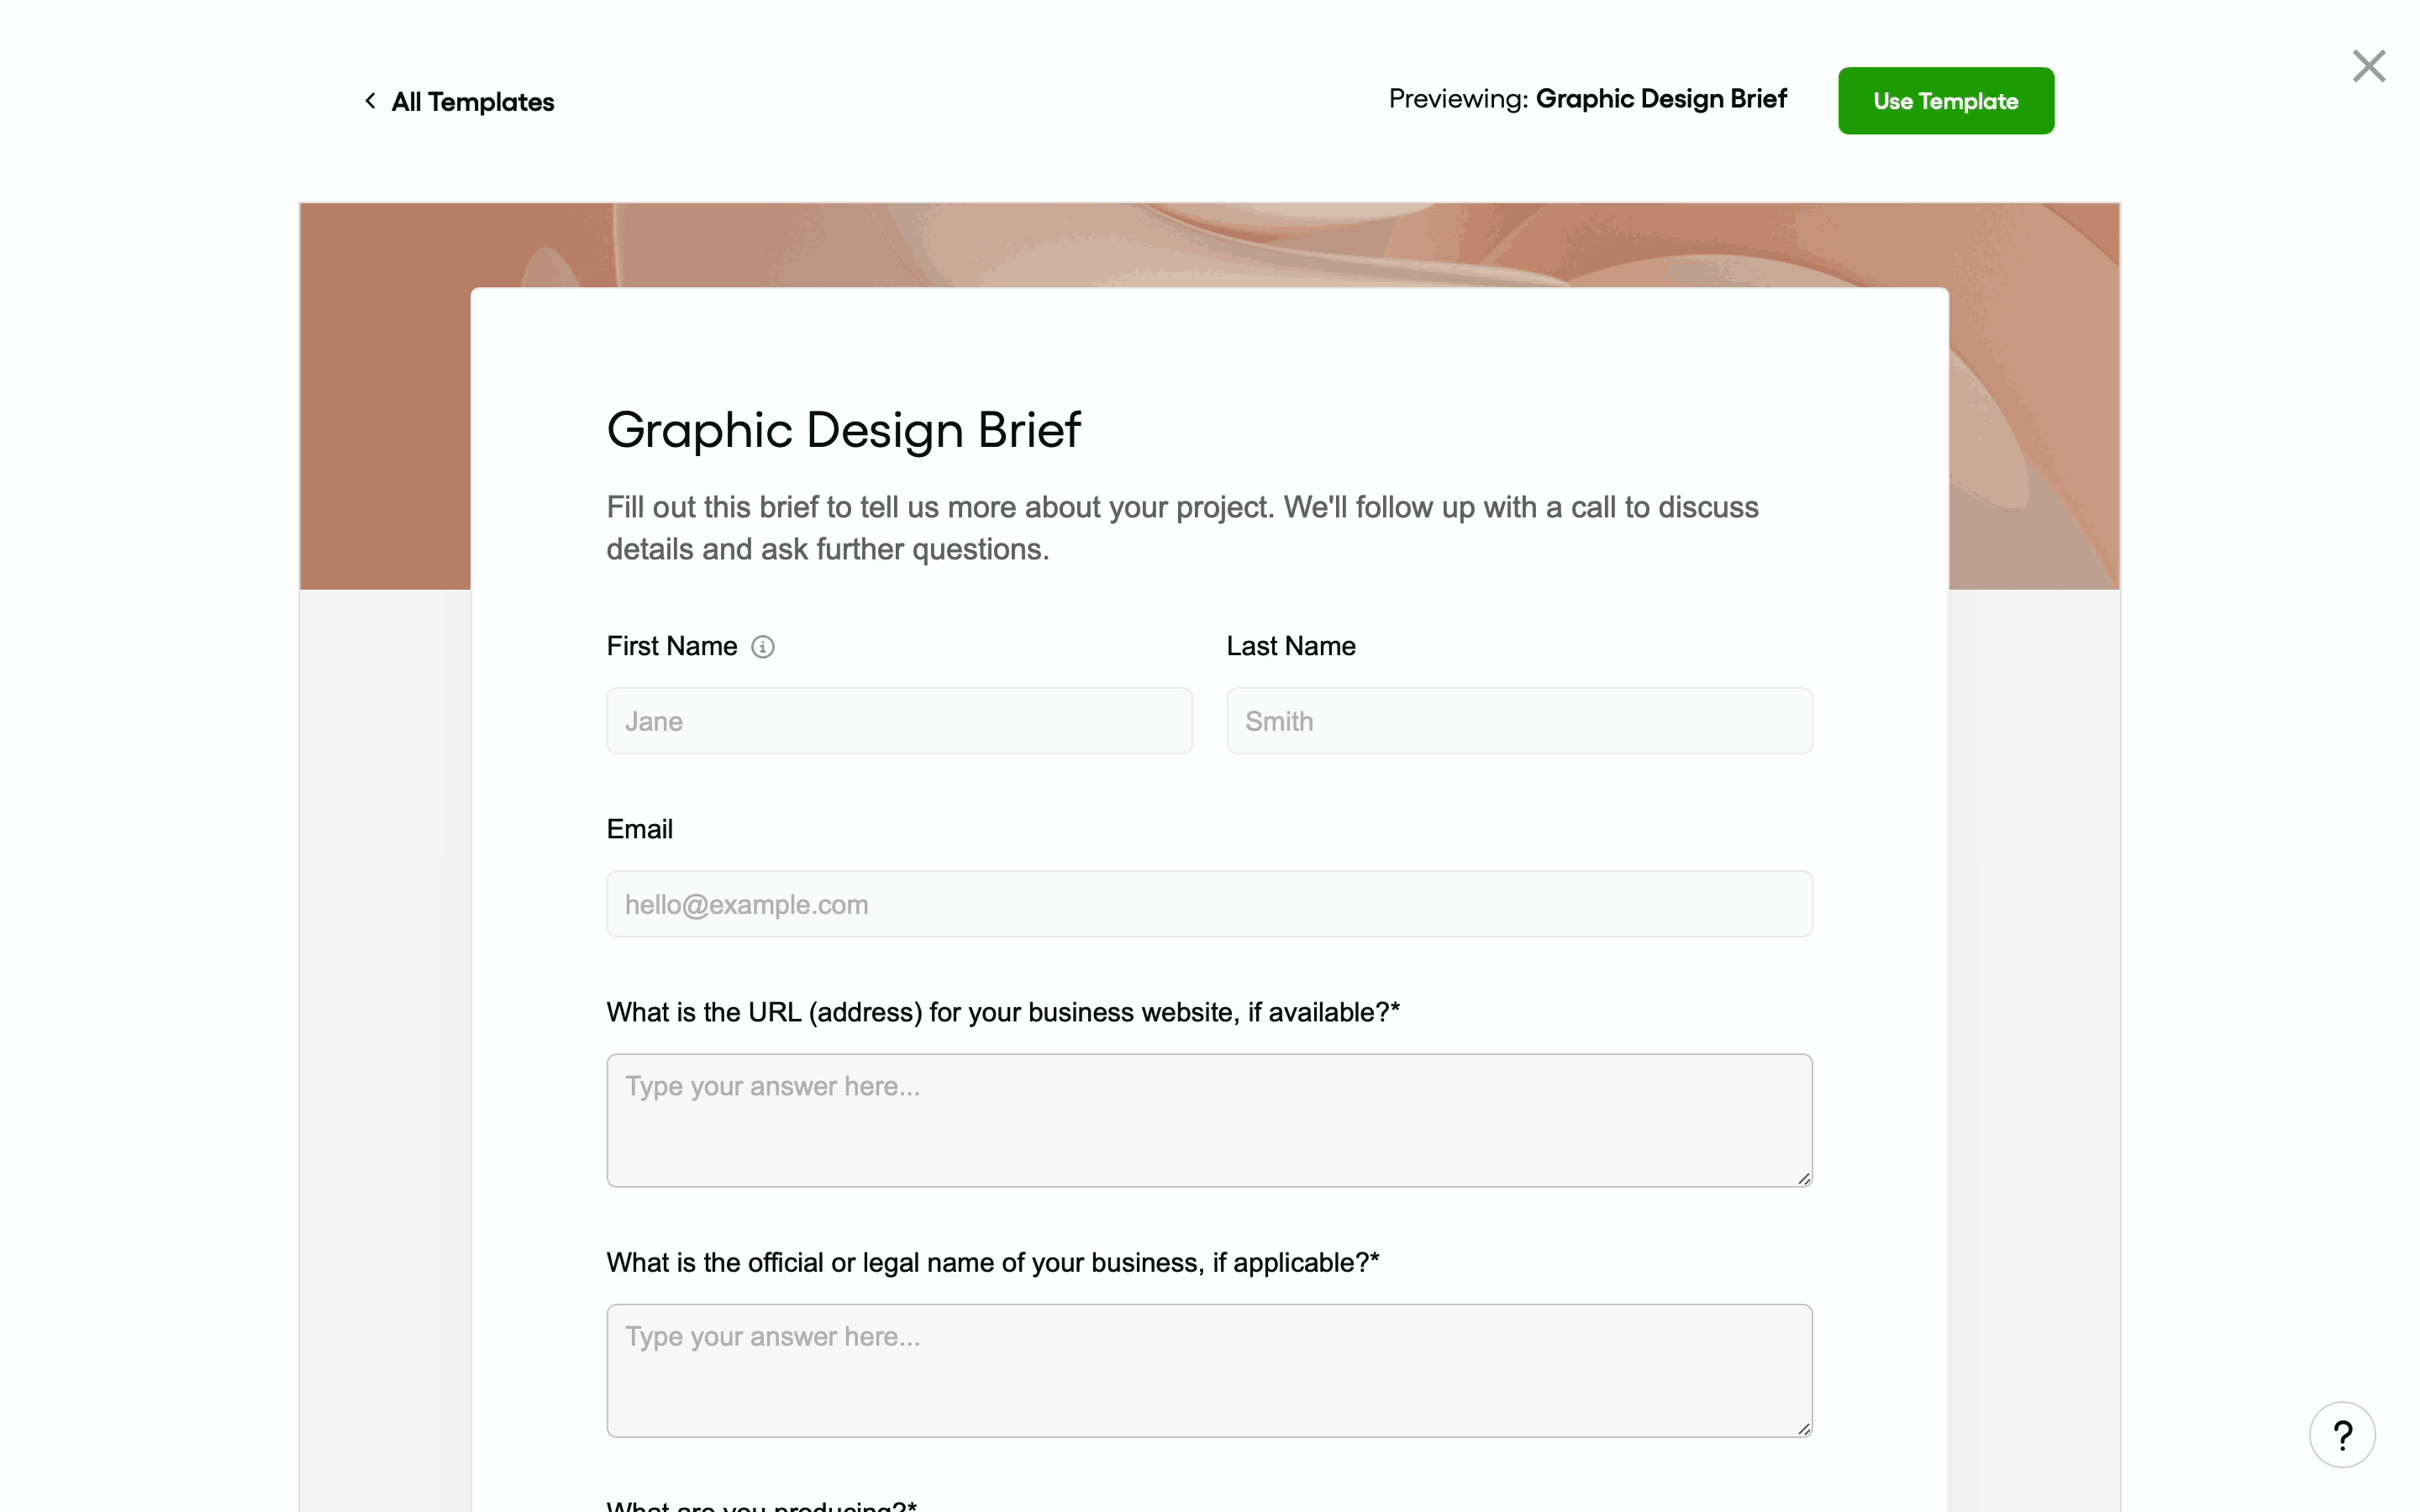 All Templates
Previewing: Graphic Design Brief
Use Template
Graphic Design Brief
Fill out this brief to tell us more about your project. We'll follow up with a call to discuss
details and ask further questions.
First Name
Last Name
Jane
Smith
Email
hello@example.com
What is the URL (address) for your business website, if available?*
Type your answer here...
What is the official or legal name of your business, if applicable?*
Type your answer here...
What are you producing?*
?